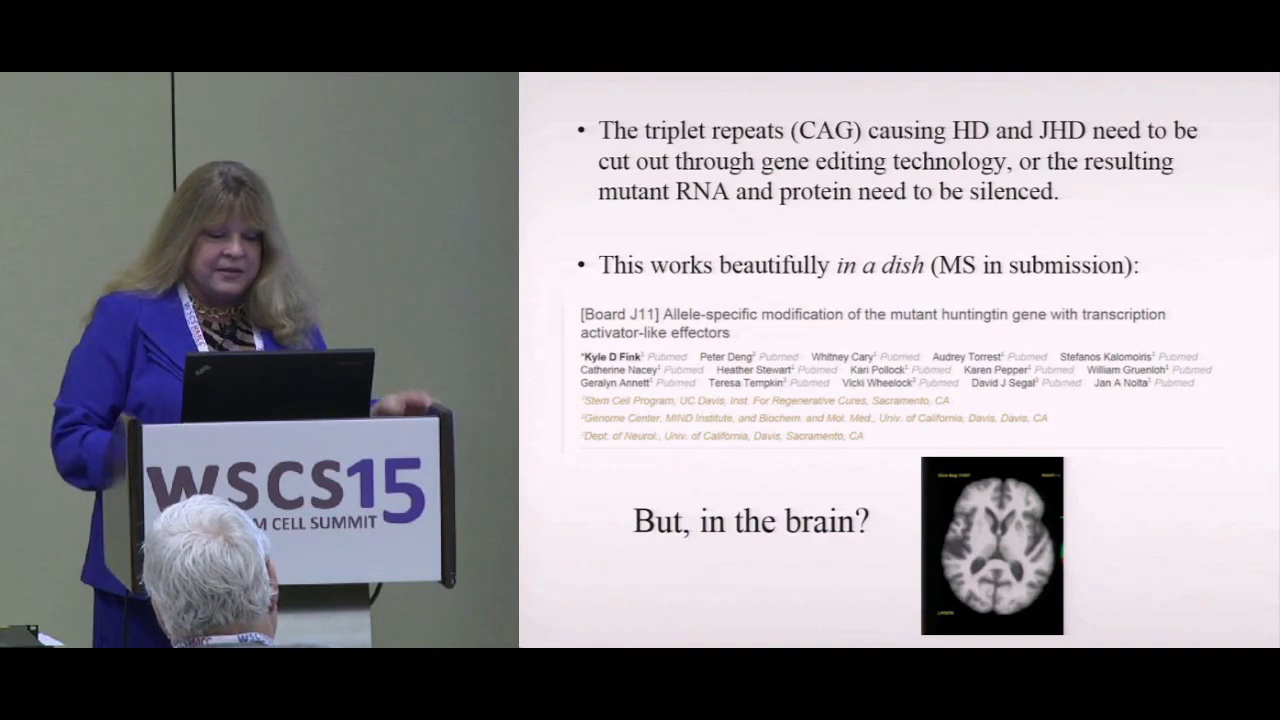 • The triplet repeats (CAG) causing HD and JHD need to be
cut out through gene editing technology, or the resulting
mutant RNA and protein need to be silenced.
• This works beautifully in a dish (MS in submission):
[Board J11] Allele-specific modification of the mutant huntingtin gene with transcription
activator-like effectors
*Kyle D Fink¹ Pubmed Peter Deng² Pubmed Whitney Cary¹ Pubmed Audrey Torrest¹ Pubmed Stefanos Kalomoiris¹ Pubmed
Catherine Nacey¹ Pubmed Heather Stewart¹ Pubmed Kari Pollock¹ Pubmed Karen Pepper¹ Pubmed William Gruenloh¹ Pubmed
Geralyn Annett¹ Pubmed Teresa Tempkin³ Pubmed Vicki Wheelock³ Pubmed David J Segal² Pubmed Jan A Nolta¹ Pubmed
¹Stem Cell Program, UC Davis, Inst. For Regenerative Cures, Sacramento, CA
²Genome Center, MIND Institute, and Biochem. and Mol. Med., Univ. of California, Davis, Davis, CA
³Dept. of Neurol., Univ. of California, Davis, Sacramento, CA
But, in the brain?
WSCS15
CELL SUMMIT